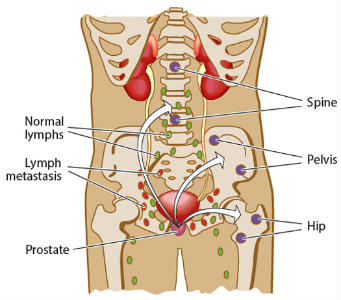 Spine
Normal
lymphs
Pelvis
Lymph
metastasis
Hip
Prostate